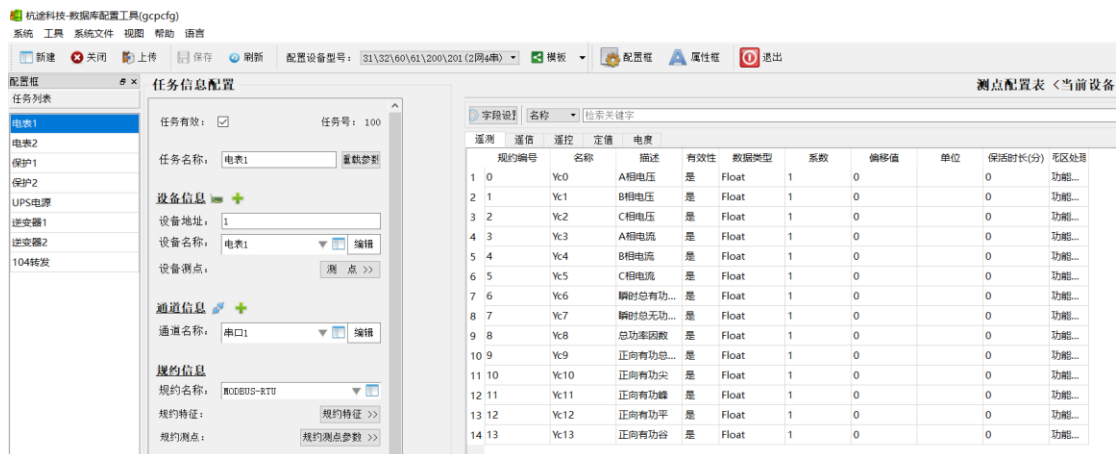 杭途科技-数据库配置工具(gcpcfg)
系统 工具 系统文件 视图 帮助 语言
新建 关闭 上传 保存 刷新 配置设备型号: 31\32\60\61\200\201(2网4串) 模板 配置框 属性框 退出
配置框
任务列表
电表1
电表2
保护1
保护2
UPS电源
逆变器1
逆变器2
104转发
任务信息配置
任务有效: 任务号: 100
任务名称: 电表1 重载参数
设备信息
设备地址: 1
设备名称: 电表1 编辑
设备测点: 测 点 >>
通道信息
通道名称: 串口1 编辑
规约信息
规约名称: MODBUS-RTU
规约特征: 规约特征 >>
规约测点: 规约测点参数 >>
测点配置表 <当前设备
字段设 名称 检索关键字
遥测 遥信 遥控 定值 电度
规约编号 名称 描述 有效性 数据类型 系数 偏移值 单位 保活时长(分) 死区处理
1 0 Yc0 A相电压 是 Float 1 0 0 功能...
2 1 Yc1 B相电压 是 Float 1 0 0 功能...
3 2 Yc2 C相电压 是 Float 1 0 0 功能...
4 3 Yc3 A相电流 是 Float 1 0 0 功能...
5 4 Yc4 B相电流 是 Float 1 0 0 功能...
6 5 Yc5 C相电流 是 Float 1 0 0 功能...
7 6 Yc6 瞬时总有功... 是 Float 1 0 0 功能...
8 7 Yc7 瞬时总无功... 是 Float 1 0 0 功能...
9 8 Yc8 总功率因数 是 Float 1 0 0 功能...
10 9 Yc9 正向有功总... 是 Float 1 0 0 功能...
11 10 Yc10 正向有功尖 是 Float 1 0 0 功能...
12 11 Yc11 正向有功峰 是 Float 1 0 0 功能...
13 12 Yc12 正向有功平 是 Float 1 0 0 功能...
14 13 Yc13 正向有功谷 是 Float 1 0 0 功能...